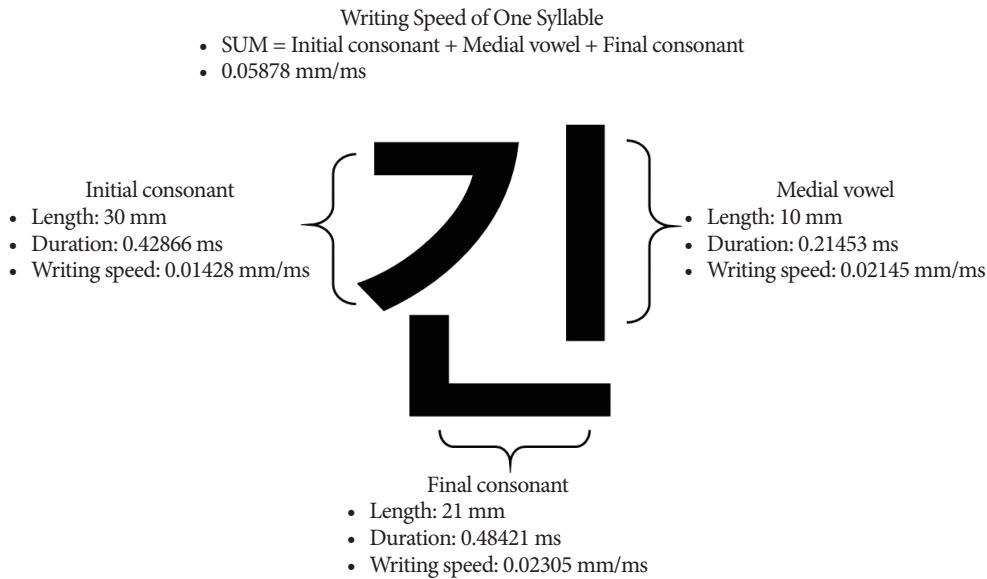 Writing Speed of One Syllable
• SUM = Initial consonant + Medial vowel + Final consonant
• 0.05878 mm/ms
Initial consonant
• Length: 30 mm
• Duration: 0.42866 ms
• Writing speed: 0.01428 mm/ms
긴
Medial vowel
• Length: 10 mm
• Duration: 0.21453 ms
• Writing speed: 0.02145 mm/ms
Final consonant
• Length: 21 mm
• Duration: 0.48421 ms
• Writing speed: 0.02305 mm/ms